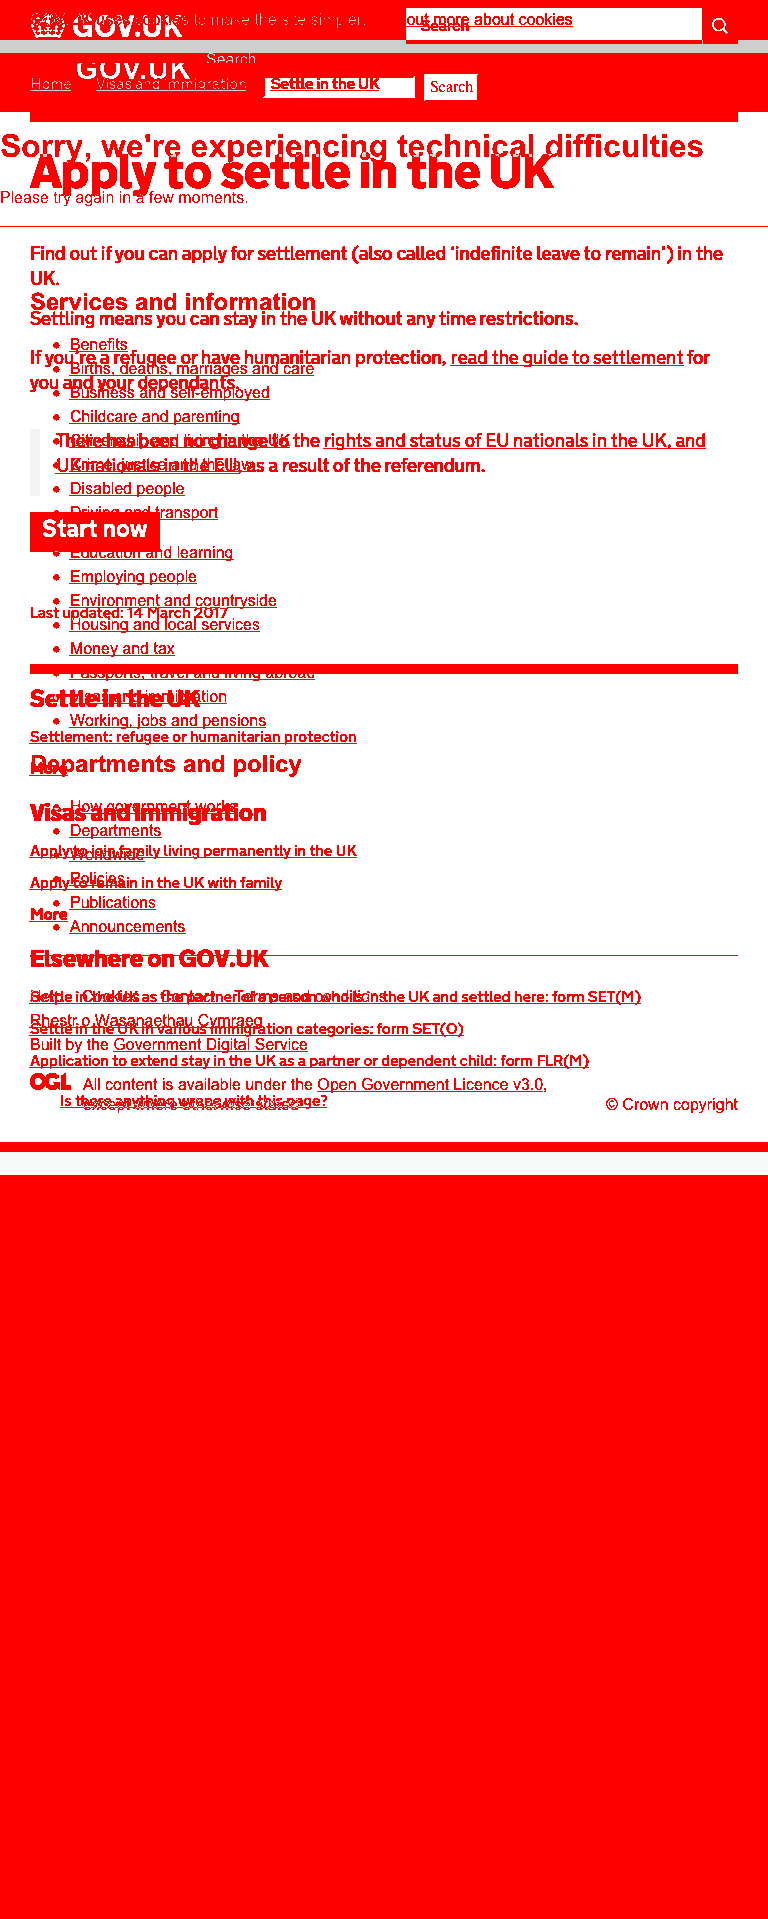 GOV.UK uses cookies to make the site simpler. out more about cookies
GOV.UK
Search
Search
GOV.UK
Home Visas and immigration Settle in the UK Search
Sorry, we're experiencing technical difficulties
Apply to settle in the UK
Please try again in a few moments.
Find out if you can apply for settlement (also called ‘indefinite leave to remain’) in the
UK.
Services and information
Settling means you can stay in the UK without any time restrictions.
Benefits
If you’re a refugee or have humanitarian protection, read the guide to settlement for
Births, deaths, marriages and care
you and your dependants.
Business and self-employed
Childcare and parenting
There has been no change to the rights and status of EU nationals in the UK, and
Citizenship and living in the UK
UK nationals in the EU, as a result of the referendum.
Crime, justice and the law
Disabled people
Driving and transport
Start now
Education and learning
Employing people
Environment and countryside
Last updated: 14 March 2017
Housing and local services
Money and tax
Passports, travel and living abroad
Settle in the UK
Visas and immigration
Working, jobs and pensions
Settlement: refugee or humanitarian protection
Departments and policy
More
How government works
Visas and immigration
Departments
Apply to join family living permanently in the UK
Worldwide
Policies
Apply to remain in the UK with family
Publications
More
Announcements
Elsewhere on GOV.UK
Help Cookies Contact Terms and conditions
Settle in the UK as the partner of a person who is in the UK and settled here: form SET(M)
Rhestr o Wasanaethau Cymraeg
Settle in the UK in various immigration categories: form SET(O)
Built by the Government Digital Service
Application to extend stay in the UK as a partner or dependent child: form FLR(M)
OGL All content is available under the Open Government Licence v3.0,
except where otherwise stated
Is there anything wrong with this page?
© Crown copyright